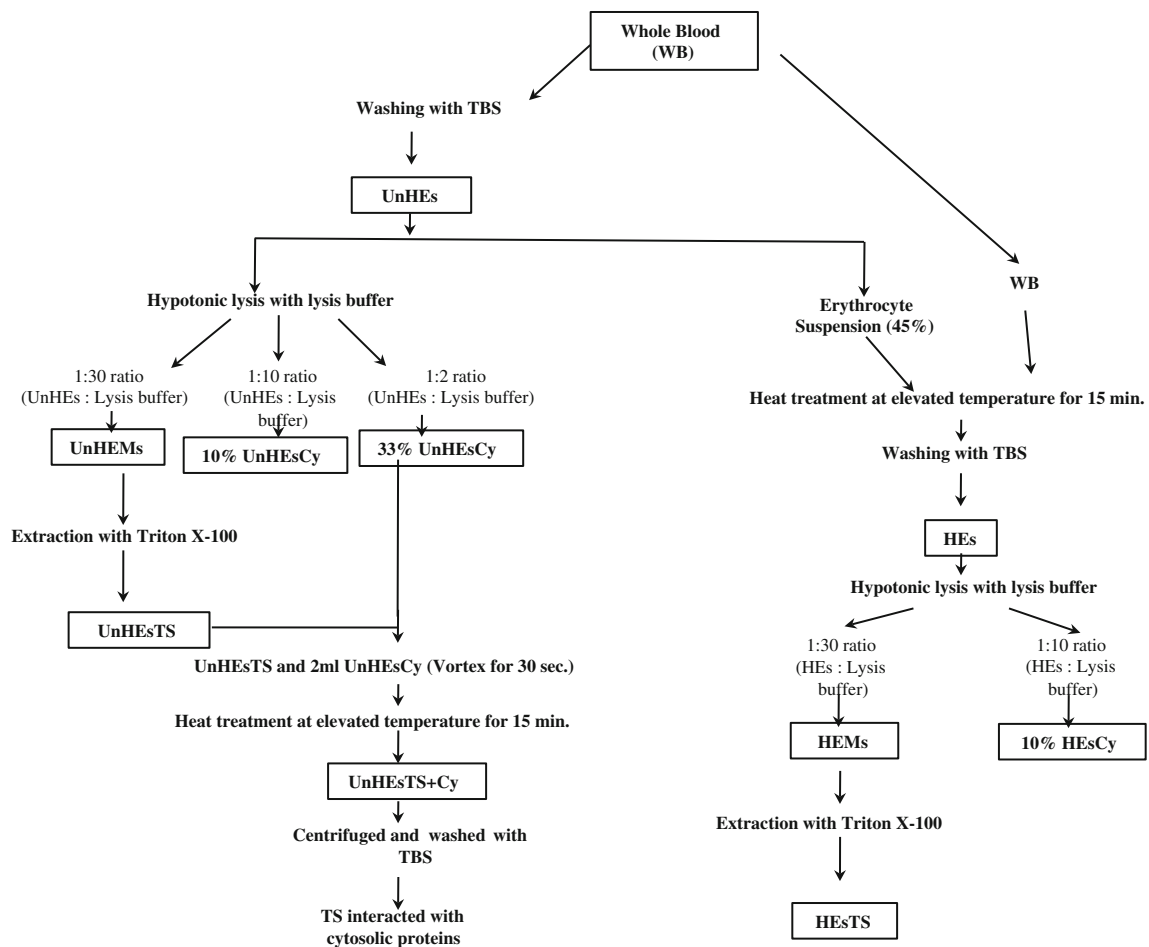 Whole Blood
(WB)
Washing with TBS
UnHEs
Hypotonic lysis with lysis buffer
1:30 ratio
(UnHEs : Lysis buffer)
UnHEMs
Extraction with Triton X-100
UnHEsTS
1:10 ratio
(UnHEs : Lysis
buffer)
10% UnHEsCy
1:2 ratio
(UnHEs : Lysis buffer)
33% UnHEsCy
UnHEsTS and 2ml UnHEsCy (Vortex for 30 sec.)
Heat treatment at elevated temperature for 15 min.
UnHEsTS+Cy
Centrifuged and washed with
TBS
TS interacted with
cytosolic proteins
Erythrocyte
Suspension (45%)
WB
Heat treatment at elevated temperature for 15 min.
Washing with TBS
HEs
Hypotonic lysis with lysis buffer
1:30 ratio
(HEs : Lysis
buffer)
HEMs
Extraction with Triton X-100
HEsTS
1:10 ratio
(HEs : Lysis
buffer)
10% HEsCy